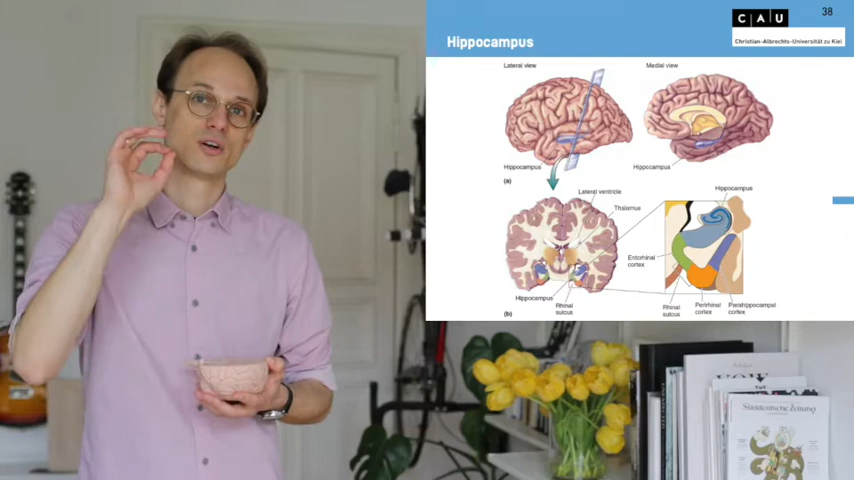 38
CAU
Christian-Albrechts-Universität zu Kiel
Hippocampus
Lateral view
Medial view
Hippocampus
Hippocampus
(a)
Lateral ventricle
Thalamus
Hippocampus
Entorhinal
cortex
Hippocampus
Rhinal
sulcus
Rhinal
sulcus
Perirhinal
cortex
Parahippocampal
cortex
(b)
Süddeutsche Zeitung